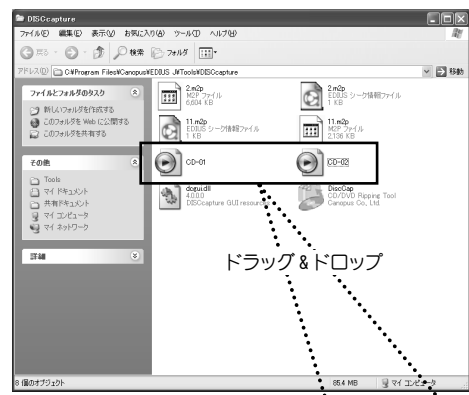 DISCcapture
ファイル(F) 編集(E) 表示(V) お気に入り(A) ツール(T) ヘルプ(H)
戻る 検索 フォルダ
アドレス(D) C:¥Program Files¥Canopus¥EDIUS J¥Tools¥DISCcapture 移動
ファイルとフォルダのタスク
新しいフォルダを作成する
このフォルダを Web に公開する
このフォルダを共有する
その他
Tools
マイ ドキュメント
共有ドキュメント
マイ コンピュータ
マイ ネットワーク
詳細
2.m2p
M2P ファイル
6,604 KB
2.m2p
EDIUS シーク情報ファイル
1 KB
11.m2p
EDIUS シーク情報ファイル
1 KB
11.m2p
M2P ファイル
2,136 KB
CD-01
CD-02
dcgui.dll
4.0.0.0
DISCcapture GUI resources
DiscCap
CD/DVD Ripping Tool
Canopus Co., Ltd.
ドラッグ&ドロップ
8 個のオブジェクト 85.4 MB マイ コンピュータ